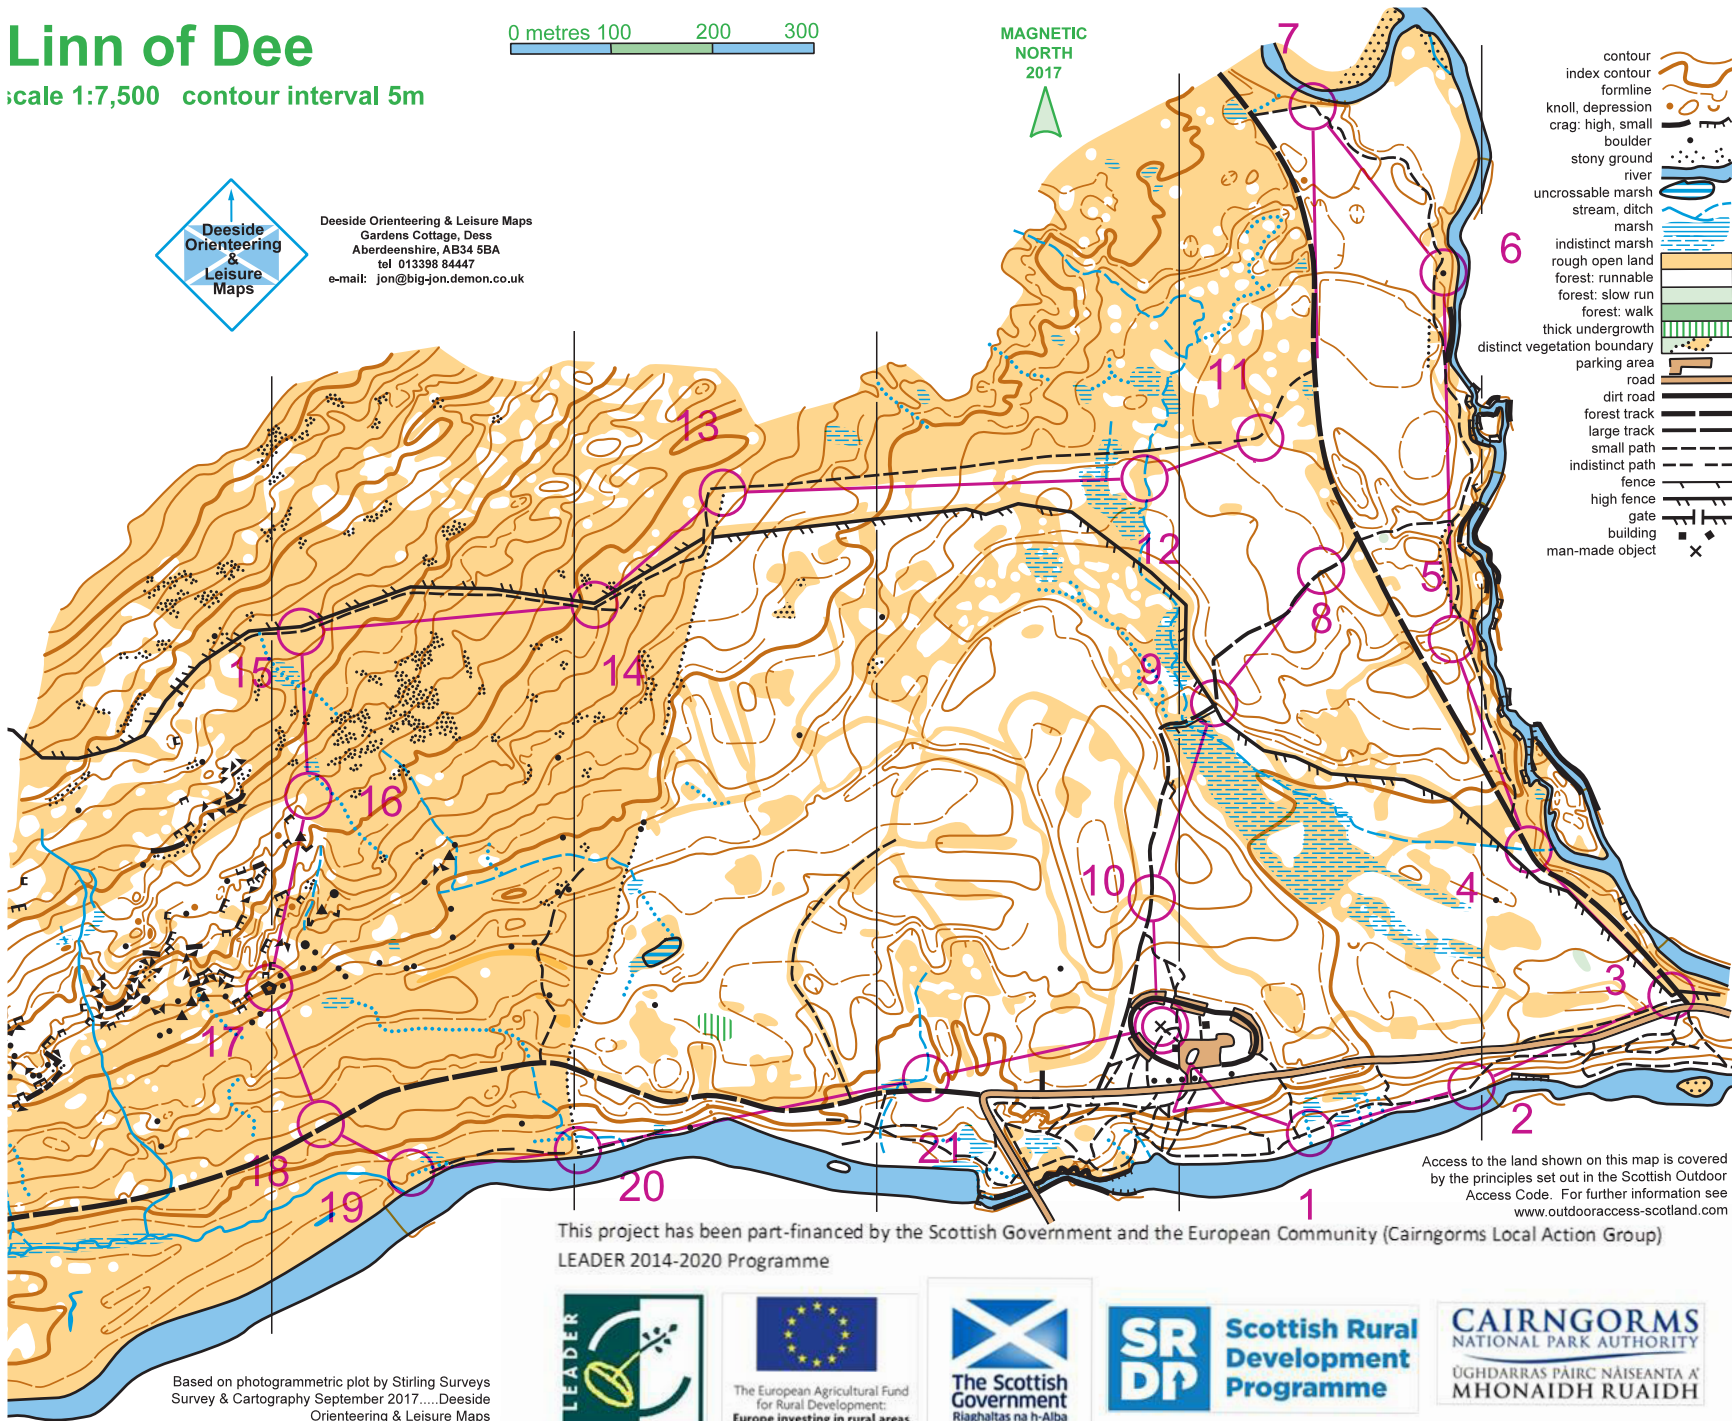 Linn of Dee
scale 1:7,500 contour interval 5m
0 metres 100 200 300
MAGNETIC
NORTH
2017
Deeside
Orienteering
&
Leisure
Maps
Deeside Orienteering & Leisure Maps
Gardens Cottage, Dess
Aberdeenshire, AB34 5BA
tel 013398 84447
e-mail: jon@big-jon.demon.co.uk
contour
index contour
formline
knoll, depression
crag: high, small
boulder
stony ground
river
uncrossable marsh
stream, ditch
marsh
indistinct marsh
rough open land
forest: runnable
forest: slow run
forest: walk
thick undergrowth
distinct vegetation boundary
parking area
road
dirt road
forest track
large track
small path
indistinct path
fence
high fence
gate
building
man-made object
7
6
11
13
12
5
8
14
15
9
16
10
4
3
17
21
2
18
19
20
1
Access to the land shown on this map is covered
by the principles set out in the Scottish Outdoor
Access Code. For further information see
www.outdooraccess-scotland.com
This project has been part-financed by the Scottish Government and the European Community (Cairngorms Local Action Group)
LEADER 2014-2020 Programme
LEADER
The European Agricultural Fund
for Rural Development:
Europe investing in rural areas
The Scottish
Government
Riaghaltas na h-Alba
SR
DP
Scottish Rural
Development
Programme
CAIRNGORMS
NATIONAL PARK AUTHORITY
ÙGHDARRAS PÀIRC NÀISEANTA A'
MHONAIDH RUAIDH
Based on photogrammetric plot by Stirling Surveys
Survey & Cartography September 2017.....Deeside
Orienteering & Leisure Maps